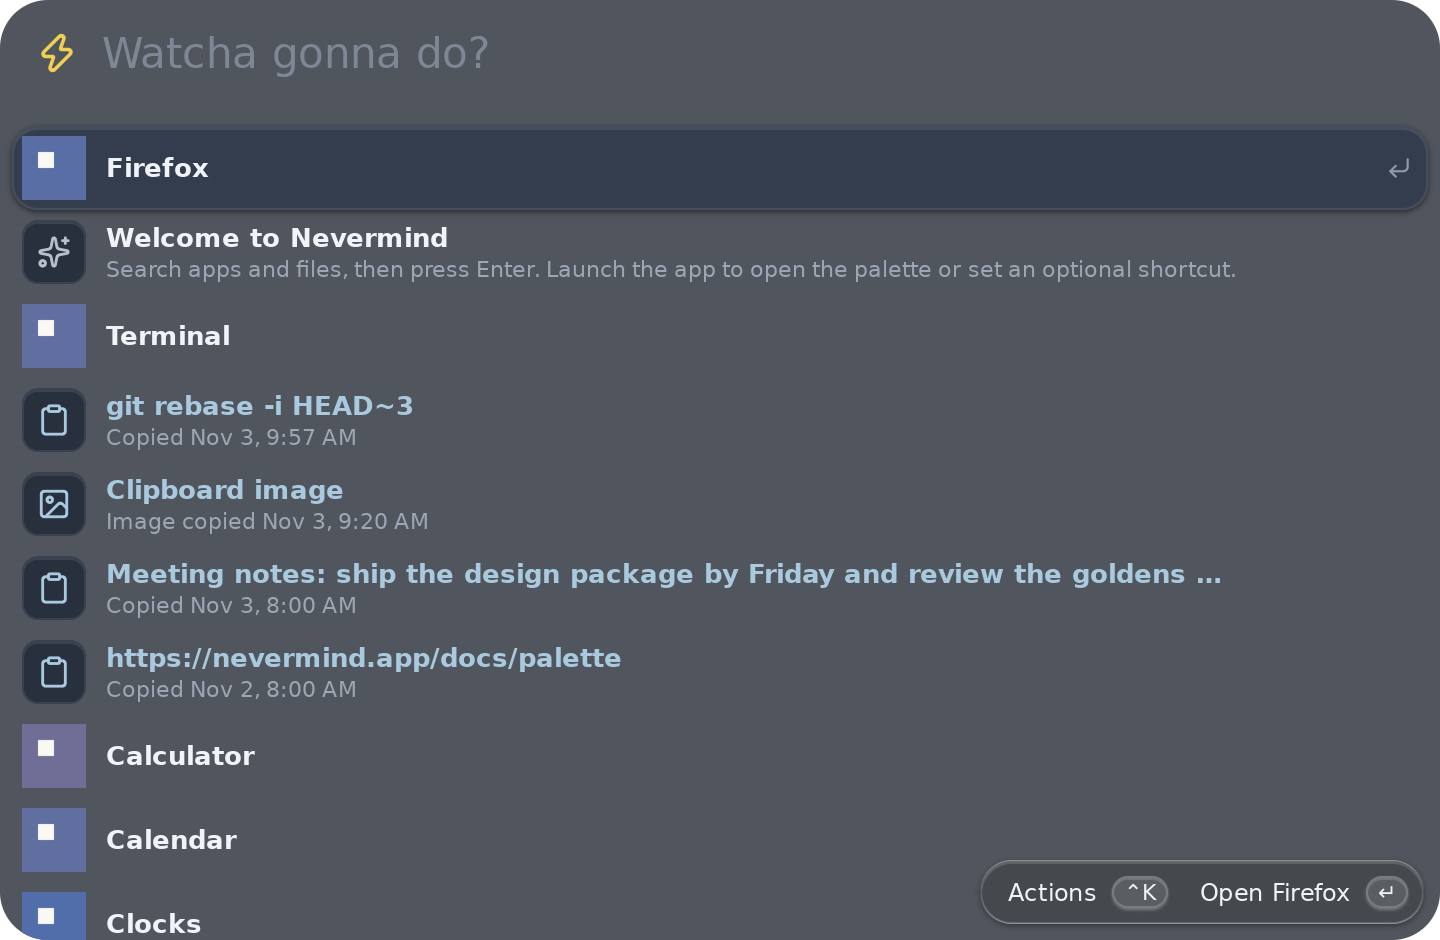 Watcha gonna do?
Firefox
Welcome to Nevermind
Search apps and files, then press Enter. Launch the app to open the palette or set an optional shortcut.
Terminal
git rebase -i HEAD~3
Copied Nov 3, 9:57 AM
Clipboard image
Image copied Nov 3, 9:20 AM
Meeting notes: ship the design package by Friday and review the goldens …
Copied Nov 3, 8:00 AM
https://nevermind.app/docs/palette
Copied Nov 2, 8:00 AM
Calculator
Calendar
Clocks
Actions ^K Open Firefox ↵